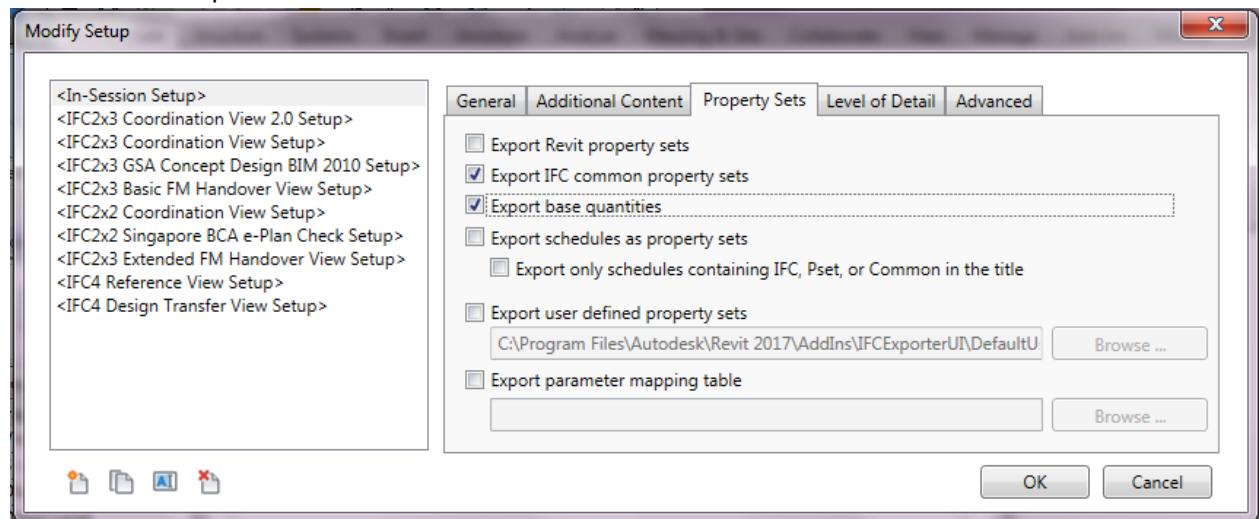 Modify Setup
<In-Session Setup>
<IFC2x3 Coordination View 2.0 Setup>
<IFC2x3 Coordination View Setup>
<IFC2x3 GSA Concept Design BIM 2010 Setup>
<IFC2x3 Basic FM Handover View Setup>
<IFC2x2 Coordination View Setup>
<IFC2x2 Singapore BCA e-Plan Check Setup>
<IFC2x3 Extended FM Handover View Setup>
<IFC4 Reference View Setup>
<IFC4 Design Transfer View Setup>
General Additional Content Property Sets Level of Detail Advanced
Export Revit property sets
Export IFC common property sets
Export base quantities
Export schedules as property sets
Export only schedules containing IFC, Pset, or Common in the title
Export user defined property sets
C:\Program Files\Autodesk\Revit 2017\AddIns\IFCExporterUI\DefaultU Browse ...
Export parameter mapping table
Browse ...
OK Cancel